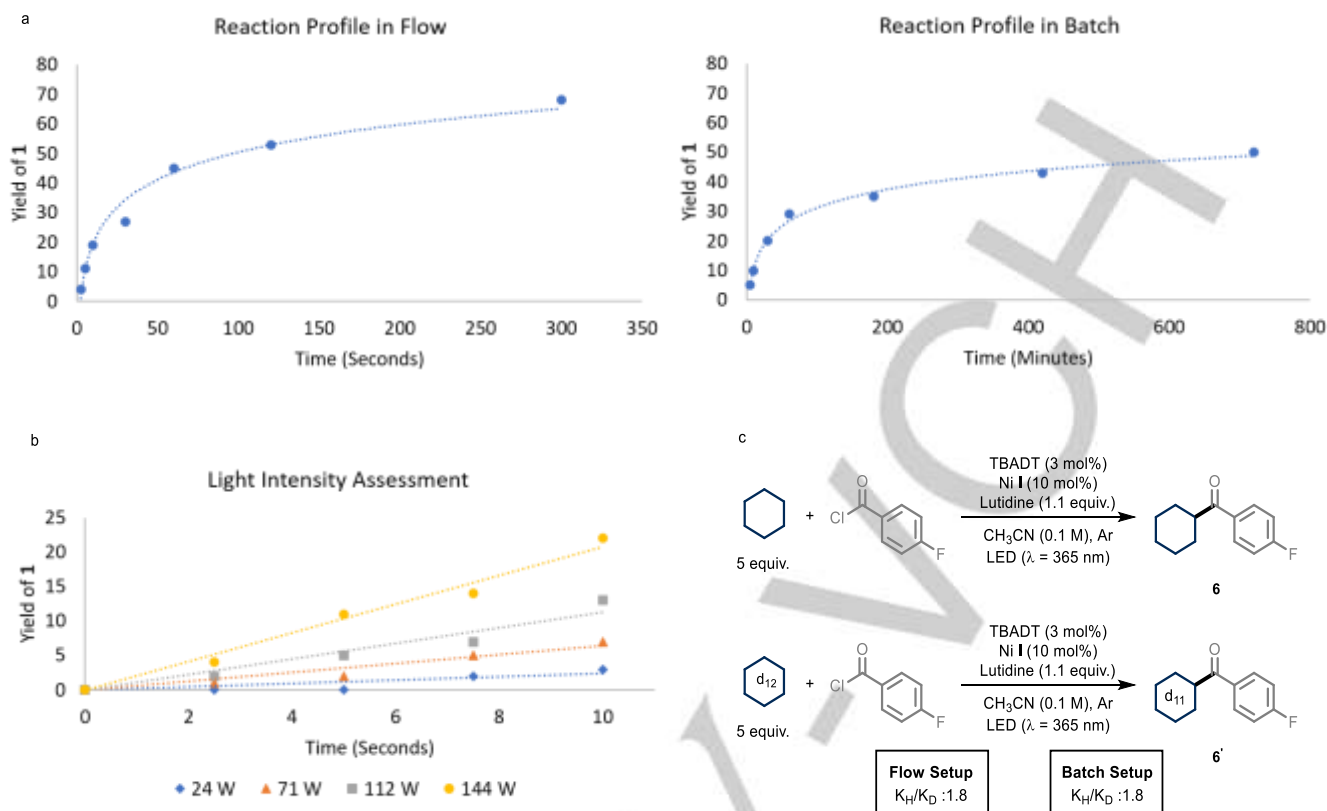 a
Reaction Profile in Flow
Yield of 1
80
70
60
50
40
30
20
10
0
0 50 100 150 200 250 300 350
Time (Seconds)
Reaction Profile in Batch
Yield of 1
80
70
60
50
40
30
20
10
0
0 200 400 600 800
Time (Minutes)
b
Light Intensity Assessment
Yield of 1
25
20
15
10
5
0
0 2 4 6 8 10
Time (Seconds)
24 W 71 W 112 W 144 W
c
5 equiv.
+
O
Cl
F
TBADT (3 mol%)
Ni I (10 mol%)
Lutidine (1.1 equiv.)
CH₃CN (0.1 M), Ar
LED (λ = 365 nm)
O
F
6
d₁₂
5 equiv.
+
O
Cl
F
TBADT (3 mol%)
Ni I (10 mol%)
Lutidine (1.1 equiv.)
CH₃CN (0.1 M), Ar
LED (λ = 365 nm)
d₁₁
O
F
6'
Flow Setup
K_H/K_D :1.8
Batch Setup
K_H/K_D :1.8